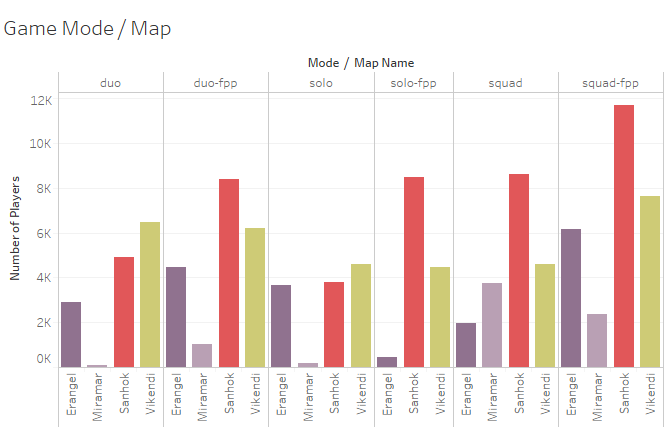 Game Mode / Map
Mode / Map Name
duo duo-fpp solo solo-fpp squad squad-fpp
12K
10K
8K
6K
4K
2K
0K
Number of Players
Erangel Miramar Sanhok Vikendi Erangel Miramar Sanhok Vikendi Erangel Miramar Sanhok Vikendi Erangel Sanhok Vikendi Erangel Miramar Sanhok Vikendi Erangel Miramar Sanhok Vikendi